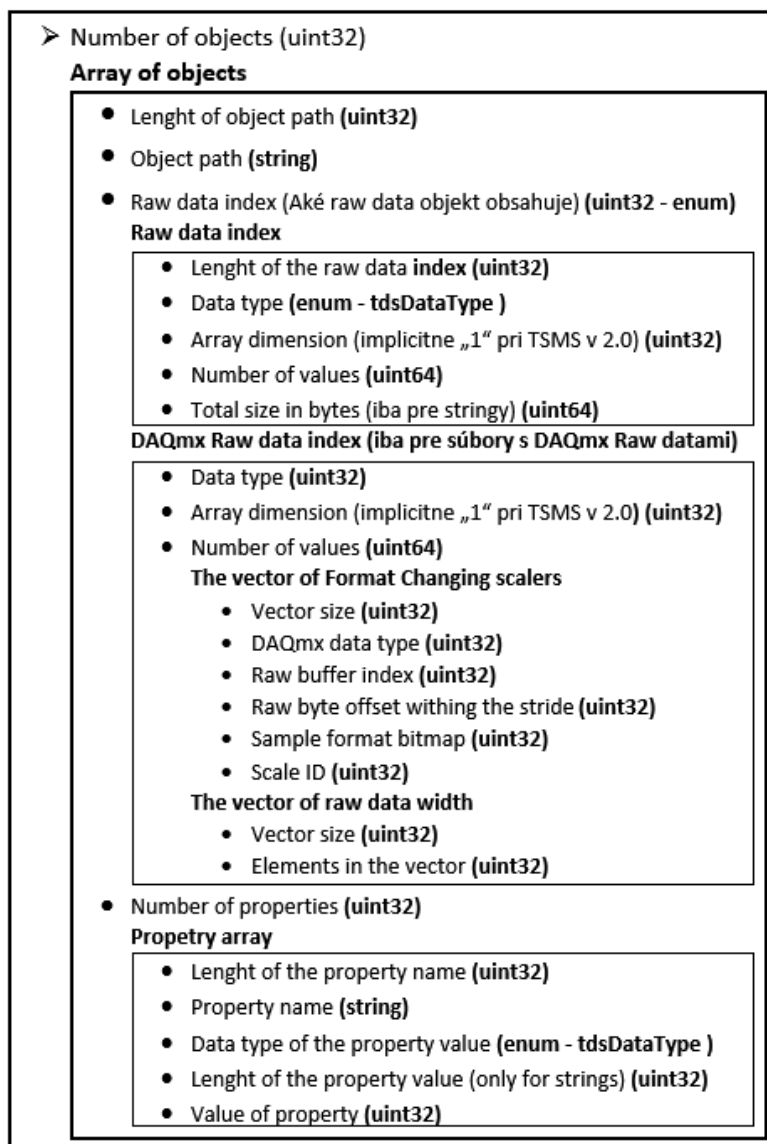 ➢ Number of objects (uint32)
Array of objects
• Lenght of object path (uint32)
• Object path (string)
• Raw data index (Aké raw data objekt obsahuje) (uint32 - enum)
Raw data index
• Lenght of the raw data index (uint32)
• Data type (enum - tdsDataType )
• Array dimension (implicitne „1“ pri TSMS v 2.0) (uint32)
• Number of values (uint64)
• Total size in bytes (iba pre stringy) (uint64)
DAQmx Raw data index (iba pre súbory s DAQmx Raw datami)
• Data type (uint32)
• Array dimension (implicitne „1“ pri TSMS v 2.0) (uint32)
• Number of values (uint64)
The vector of Format Changing scalers
• Vector size (uint32)
• DAQmx data type (uint32)
• Raw buffer index (uint32)
• Raw byte offset withing the stride (uint32)
• Sample format bitmap (uint32)
• Scale ID (uint32)
The vector of raw data width
• Vector size (uint32)
• Elements in the vector (uint32)
• Number of properties (uint32)
Propetry array
• Lenght of the property name (uint32)
• Property name (string)
• Data type of the property value (enum - tdsDataType )
• Lenght of the property value (only for strings) (uint32)
• Value of property (uint32)